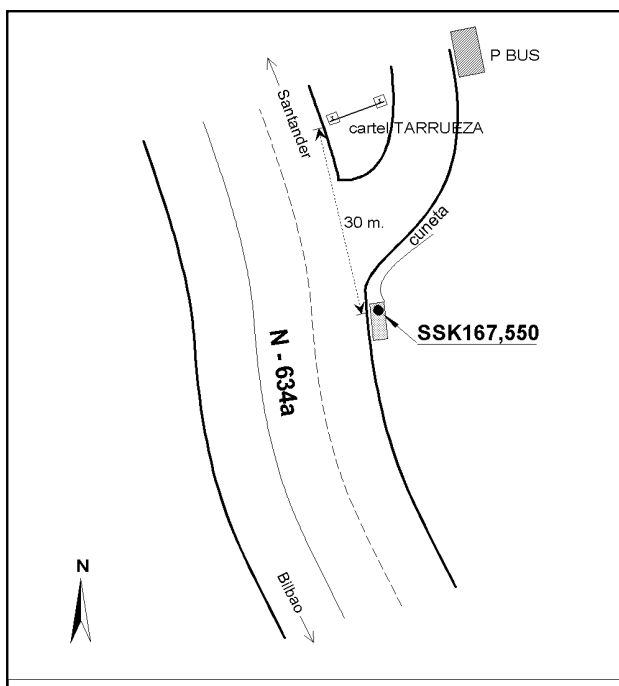 P BUS
Santander
cartel TARRUEZA
30 m.
cuneta
SSK167,550
N - 634a
N
Bilbao